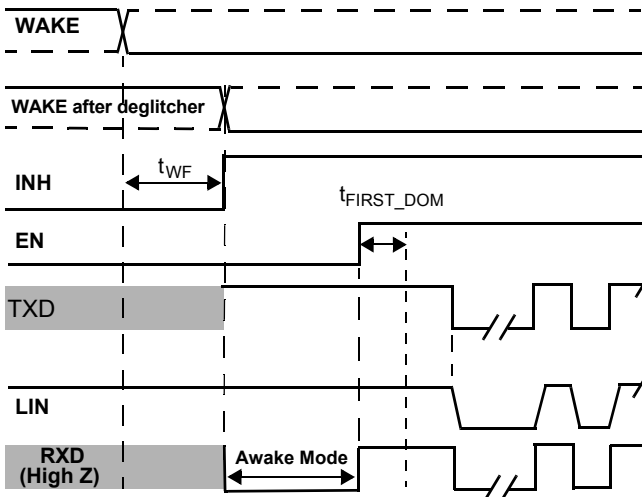 WAKE
WAKE after deglitcher
tWF
INH
tFIRST_DOM
EN
TXD
LIN
RXD
(High Z)
Awake Mode